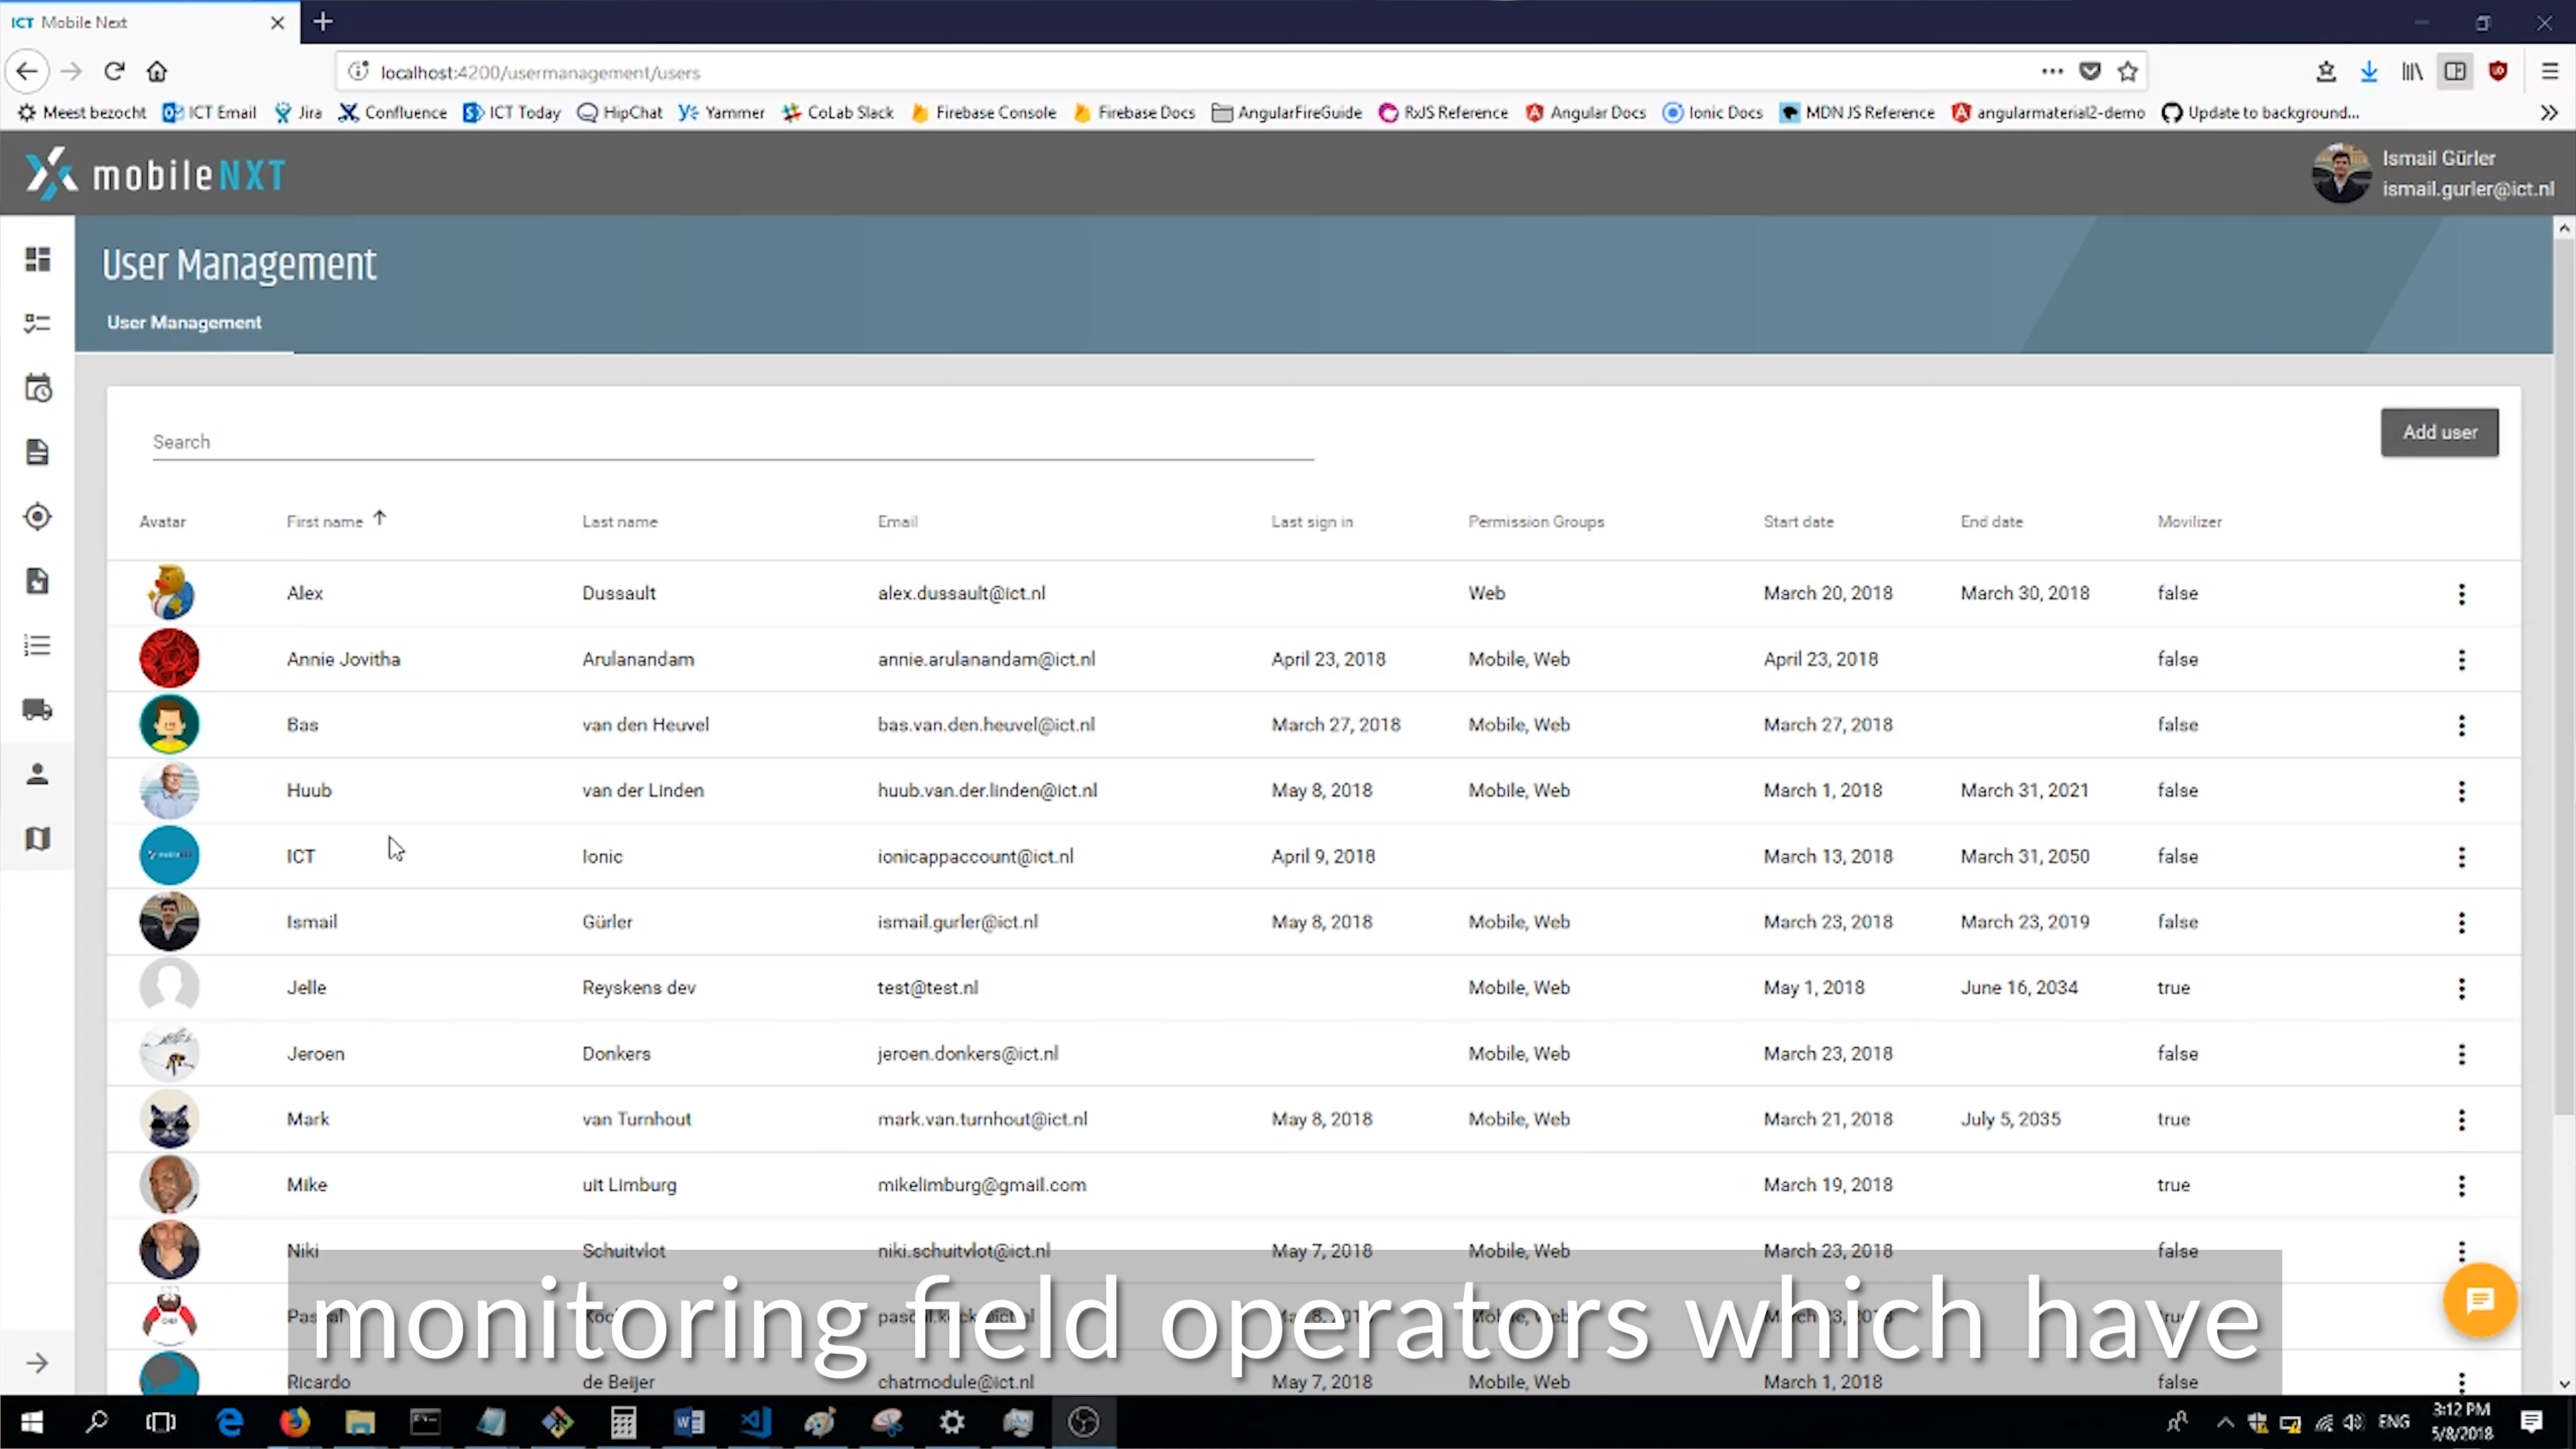 ICT Mobile Next
localhost:4200/usermanagement/users
Meest bezocht ICT Email Jira Confluence ICT Today HipChat Yammer CoLab Slack Firebase Console Firebase Docs AngularFireGuide RxJS Reference Angular Docs Ionic Docs MDN JS Reference angularmaterial2-demo Update to background...
mobileNXT
Ismail Gürler
ismail.gurler@ict.nl
User Management
User Management
Search
Add user
Avatar First name Last name Email Last sign in Permission Groups Start date End date Movilizer
Alex Dussault alex.dussault@ict.nl Web March 20, 2018 March 30, 2018 false
Annie Jovitha Arulanandam annie.arulanandam@ict.nl April 23, 2018 Mobile, Web April 23, 2018 false
Bas van den Heuvel bas.van.den.heuvel@ict.nl March 27, 2018 Mobile, Web March 27, 2018 false
Huub van der Linden huub.van.der.linden@ict.nl May 8, 2018 Mobile, Web March 1, 2018 March 31, 2021 false
ICT Ionic ionicappaccount@ict.nl April 9, 2018 March 13, 2018 March 31, 2050 false
Ismail Gürler ismail.gurler@ict.nl May 8, 2018 Mobile, Web March 23, 2018 March 23, 2019 false
Jelle Reyskens dev test@test.nl Mobile, Web May 1, 2018 June 16, 2034 true
Jeroen Donkers jeroen.donkers@ict.nl Mobile, Web March 23, 2018 false
Mark van Turnhout mark.van.turnhout@ict.nl May 8, 2018 Mobile, Web March 21, 2018 July 5, 2035 true
Mike uit Limburg mikelimburg@gmail.com March 19, 2018 true
Niki Schuitvlot niki.schuitvlot@ict.nl May 7, 2018 Mobile, Web March 23, 2018 false
monitoring field operators which have
Ricardo de Beijer chatmodule@ict.nl May 7, 2018 Mobile, Web March 1, 2018 false
ENG
3:12 PM
5/8/2018